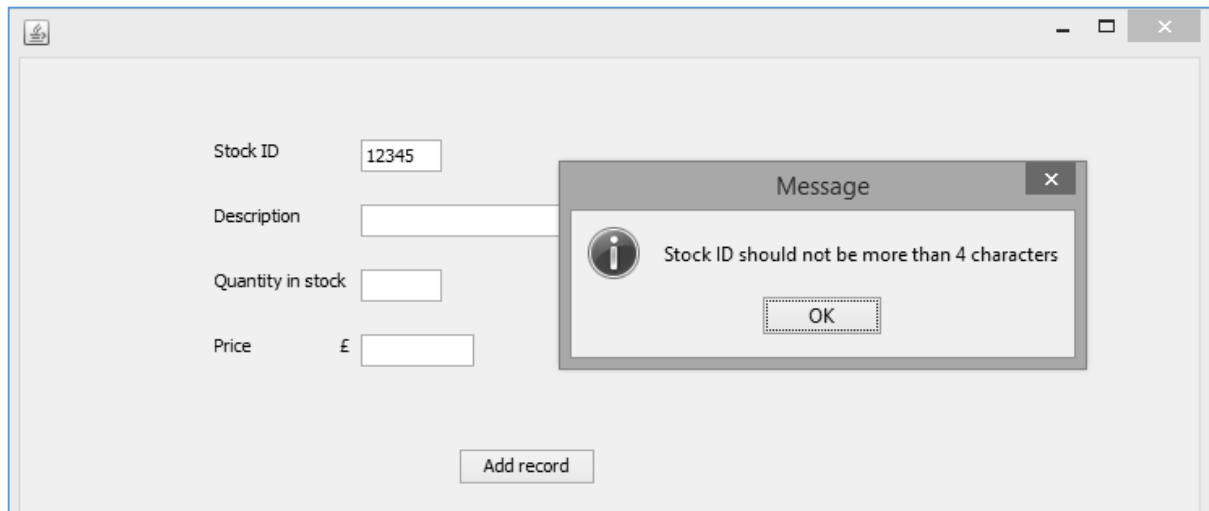 Stock ID
12345
Message
Description
Stock ID should not be more than 4 characters
Quantity in stock
OK
Price £
Add record